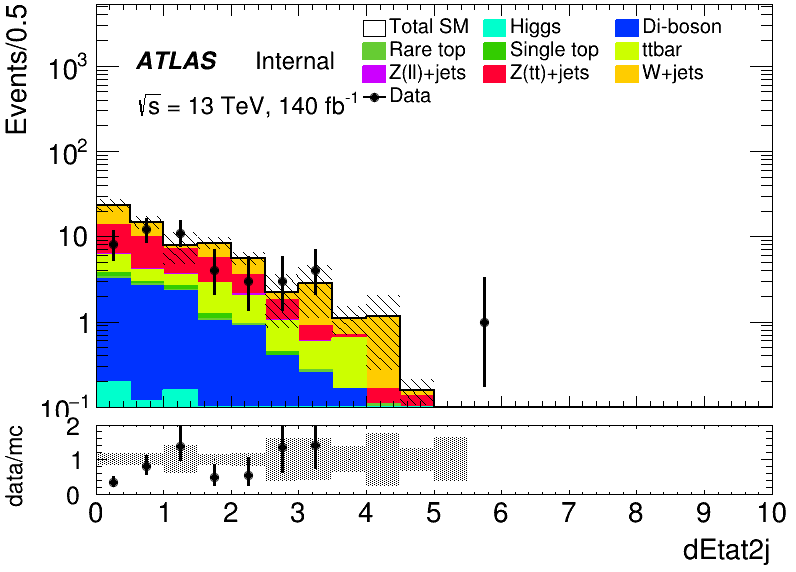 Events/0.5
ATLAS Internal
√s = 13 TeV, 140 fb⁻¹
Total SM Higgs Di-boson
Rare top Single top ttbar
Z(ll)+jets Z(tt)+jets W+jets
Data
10³
10²
10
1
10⁻¹
data/mc
2
1
0
0 1 2 3 4 5 6 7 8 9 10
dEtat2j